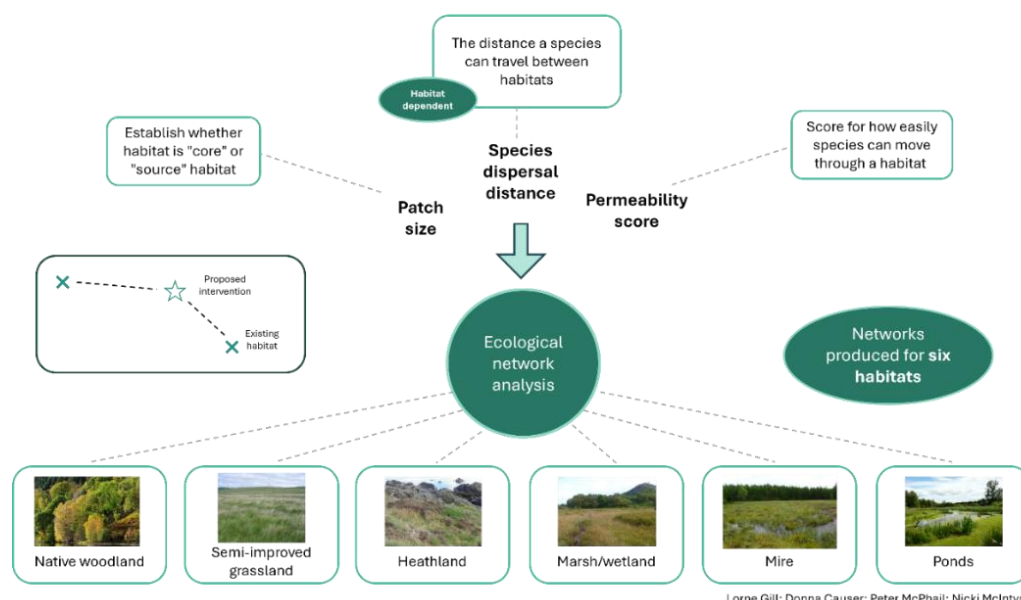 The distance a species
can travel between
habitats
Habitat
dependent
Establish whether
habitat is "core" or
"source" habitat
Score for how easily
species can move
through a habitat
Species
dispersal
distance
Patch
size
Permeability
score
Proposed
intervention
Existing
habitat
Ecological
network
analysis
Networks
produced for six
habitats
Native woodland
Semi-improved
grassland
Heathland
Marsh/wetland
Mire
Ponds
Lorne Gill; Donna Causer; Peter McPhail; Nicki